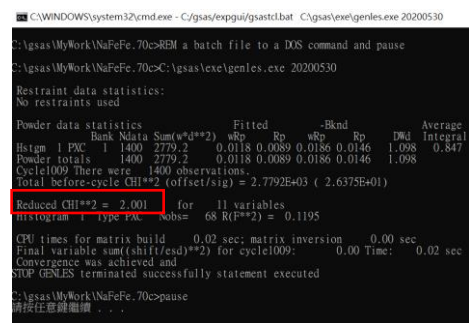 C:\WINDOWS\system32\cmd.exe - C:/gsas/expgui/gsastcl.bat C:\gsas\exe\genles.exe 20200530
C:\gsas\MyWork\NaFeFe.70c>REM a batch file to a DOS command and pause
C:\gsas\MyWork\NaFeFe.70c>C:\gsas\exe\genles.exe 20200530
Restraint data statistics:
No restraints used
Powder data statistics Fitted -Bknd Average
Bank Ndata Sum(w*d**2) wRp Rp wRp Rp DWd Integral
Hstgm 1 PXC 1 1400 2779.2 0.0118 0.0089 0.0186 0.0146 1.098 0.847
Powder totals 1400 2779.2 0.0118 0.0089 0.0186 0.0146 1.098
Cycle1009 There were 1400 observations.
Total before-cycle CHI**2 (offset/sig) = 2.7792E+03 ( 2.6375E+01)
Reduced CHI**2 = 2.001 for 11 variables
Histogram 1 Type PXC Nobs= 68 R(F**2) = 0.1195
CPU times for matrix build 0.02 sec; matrix inversion 0.00 sec
Final variable sum((shift/esd)**2) for cycle1009: 0.00 Time: 0.02 sec
Convergence was achieved and
STOP GENLES terminated successfully statement executed
C:\gsas\MyWork\NaFeFe.70c>pause
請按任意鍵繼續 . . .